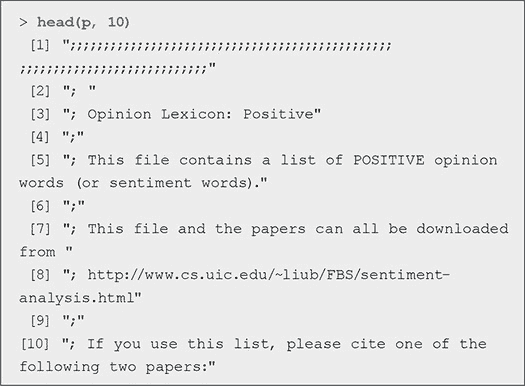 > head(p, 10)
[1] ";;;;;;;;;;;;;;;;;;;;;;;;;;;;;;;;;;;;;;;;;;;;;;;;
;;;;;;;;;;;;;;;;;;;;;;;;;;;;"
[2] "; "
[3] "; Opinion Lexicon: Positive"
[4] ";"
[5] "; This file contains a list of POSITIVE opinion
words (or sentiment words)."
[6] ";"
[7] "; This file and the papers can all be downloaded
from "
[8] "; http://www.cs.uic.edu/~liub/FBS/sentiment-
analysis.html"
[9] ";"
[10] "; If you use this list, please cite one of the
following two papers:"